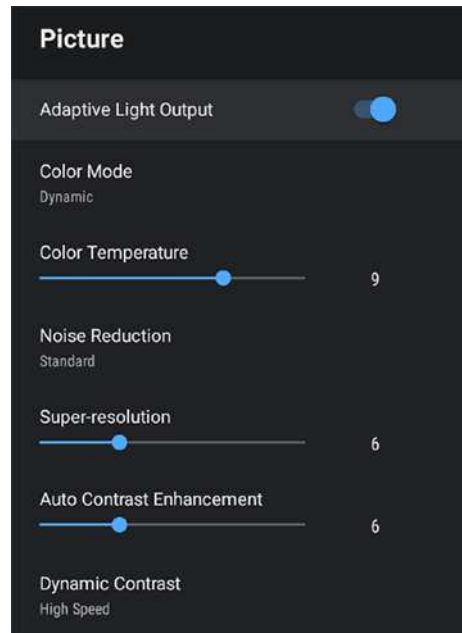 Picture
Adaptive Light Output
Color Mode
Dynamic
Color Temperature
9
Noise Reduction
Standard
Super-resolution
6
Auto Contrast Enhancement
6
Dynamic Contrast
High Speed